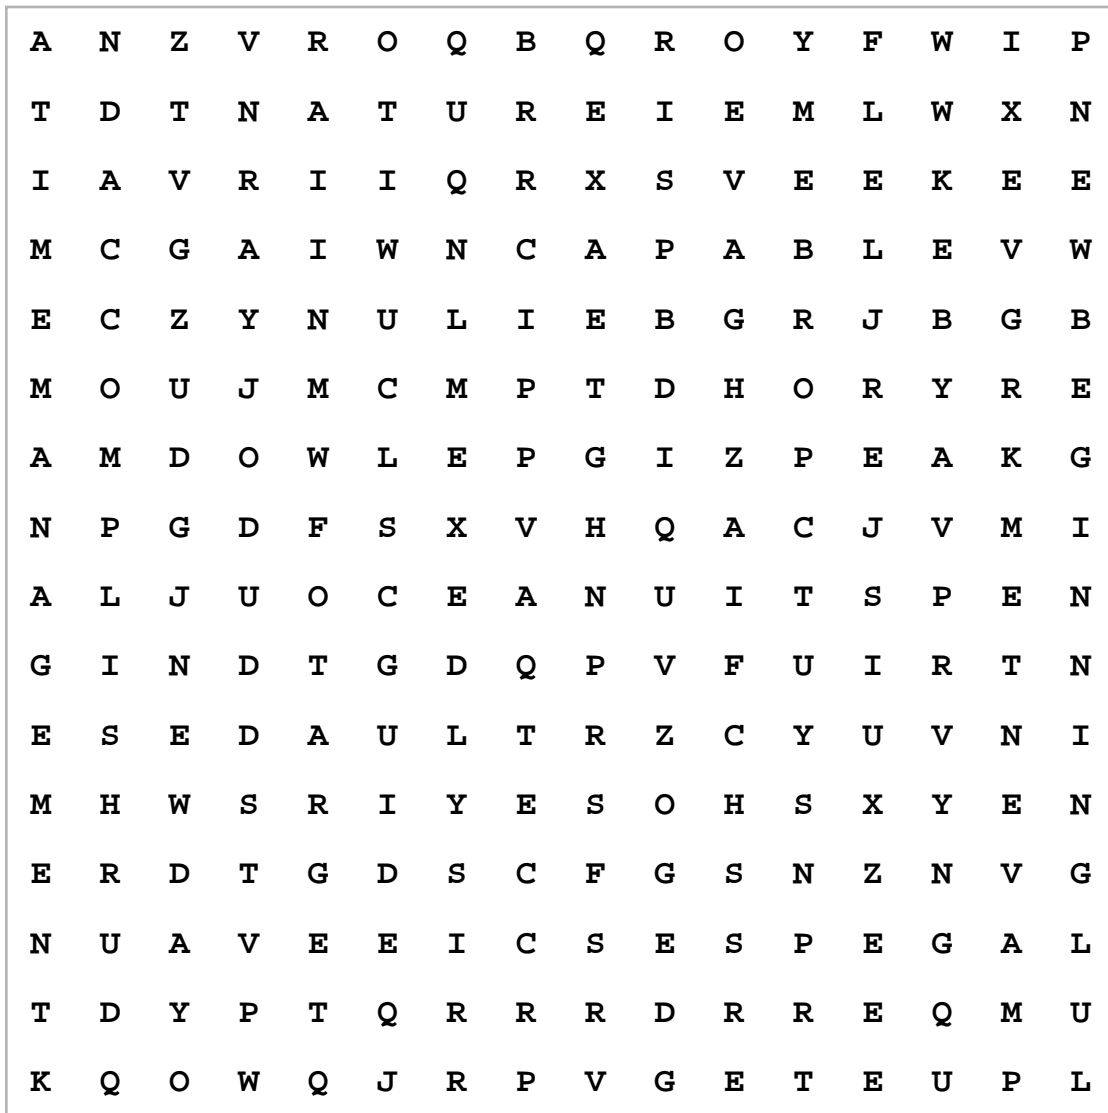 A N Z V R O Q B Q R O Y F W I P
T D T N A T U R E I E M L W X N
I A V R I I Q R X S V E E K E E
M C G A I W N C A P A B L E V W
E C Z Y N U L I E B G R J B G B
M O U J M C M P T D H O R Y R E
A M D O W L E P G I Z P E A K G
N P G D F S X V H Q A C J V M I
A L J U O C E A N U I T S P E N
G I N D T G D Q P V F U I R T N
E S E D A U L T R Z C Y U V N I
M H W S R I Y E S O H S X Y E N
E R D T G D S C F G S N Z N V G
N U A V E E I C S E S P E G A L
T D Y P T Q R R R D R R E Q M U
K Q O W Q J R P V G E T E U P L